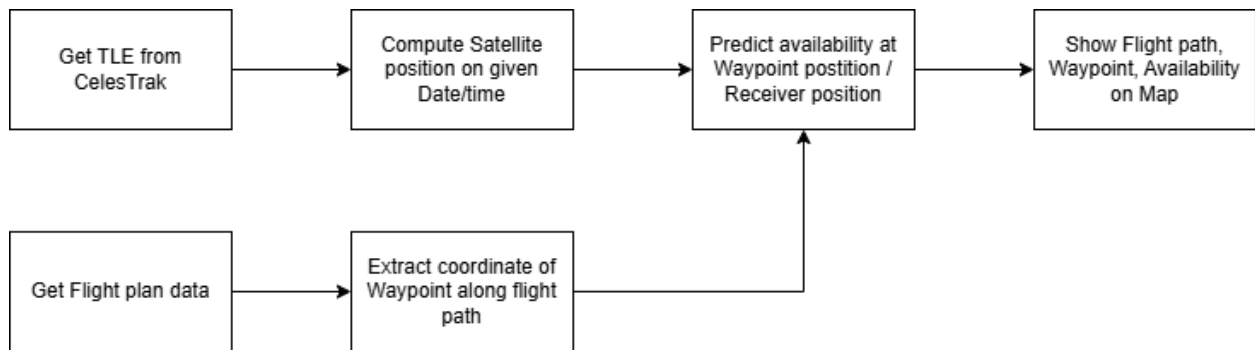 Get TLE from
CelesTrak
Compute Satellite
position on given
Date/time
Predict availability at
Waypoint postition /
Receiver position
Show Flight path,
Waypoint, Availability
on Map
Get Flight plan data
Extract coordinate of
Waypoint along flight
path